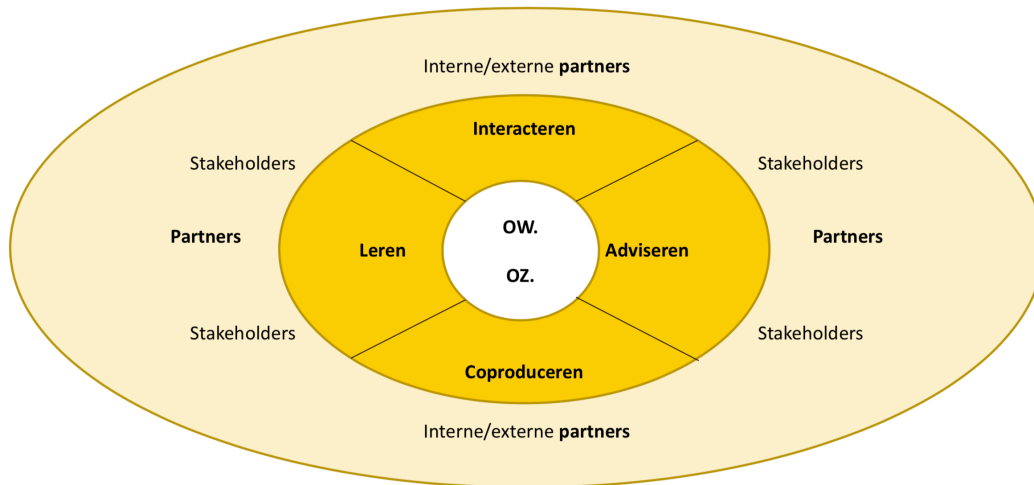 Interne/externe partners
Interacteren
Stakeholders
Stakeholders
OW.
Partners
Partners
Leren
Adviseren
OZ.
Stakeholders
Stakeholders
Coproduceren
Interne/externe partners